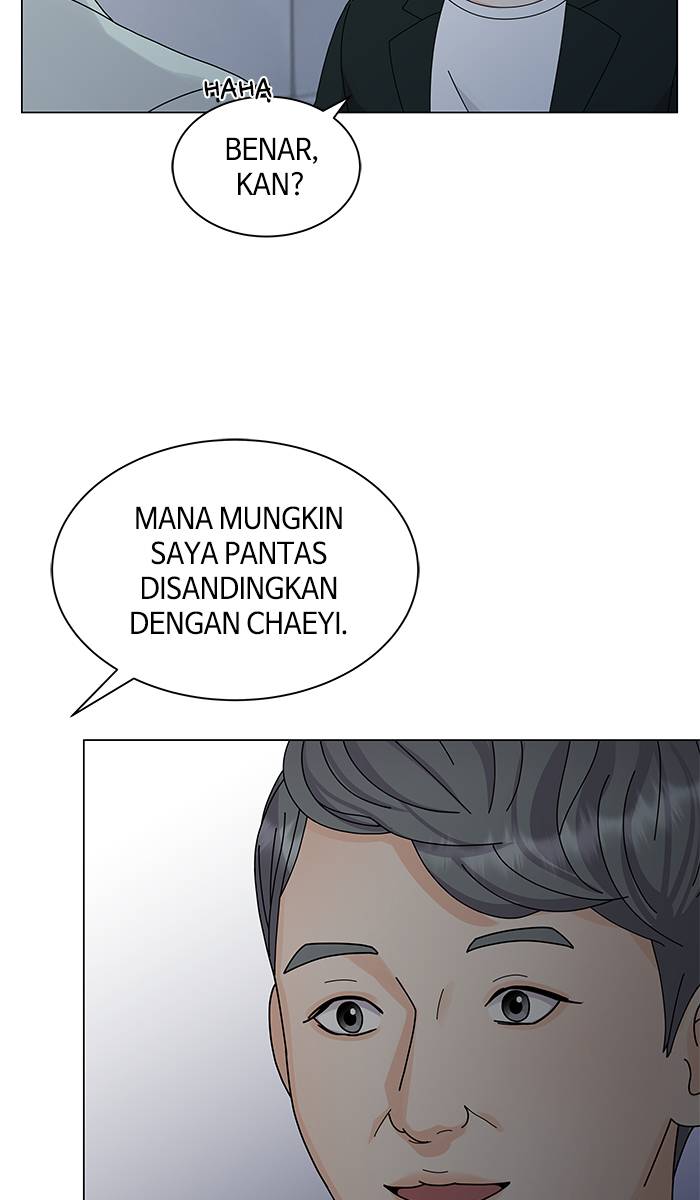 HAHA
BENAR,
KAN?
MANA MUNGKIN
SAYA PANTAS
DISANDINGKAN
DENGAN CHAEYI.